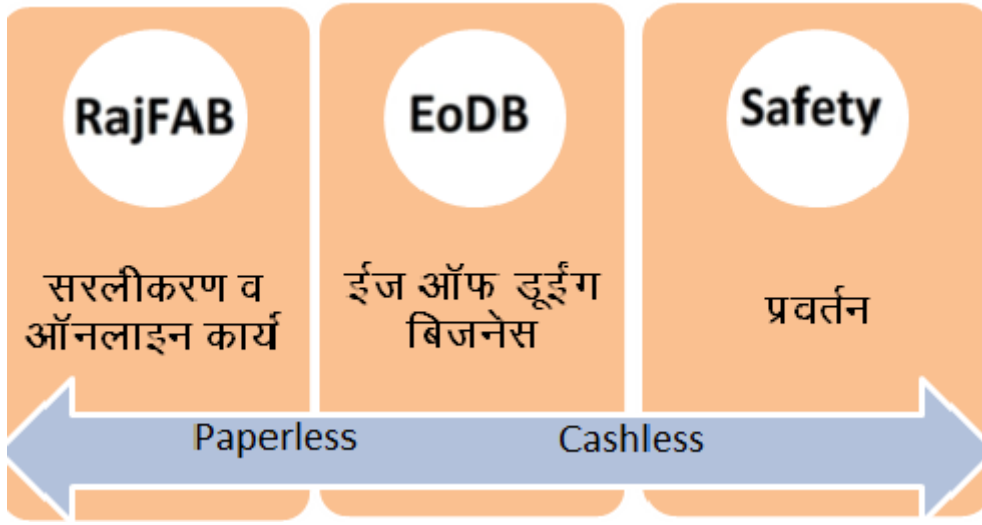 RajFAB
सरलीकरण व
ऑनलाइन कार्य
EoDB
ईज ऑफ डूईंग
बिजनेस
Safety
प्रवर्तन
Paperless
Cashless